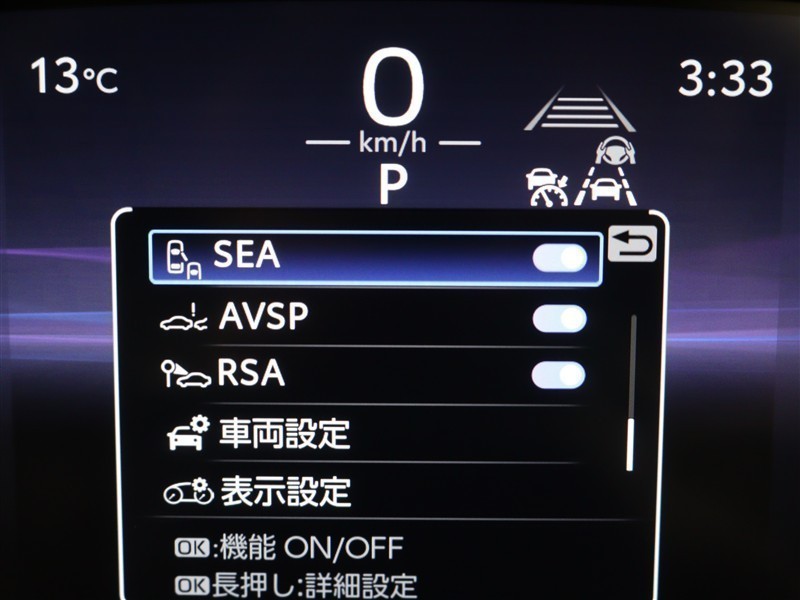 13℃ 0 3:33
km/h
P
SEA
AVSP
RSA
車両設定
表示設定
OK:機能 ON/OFF
OK長押し:詳細設定